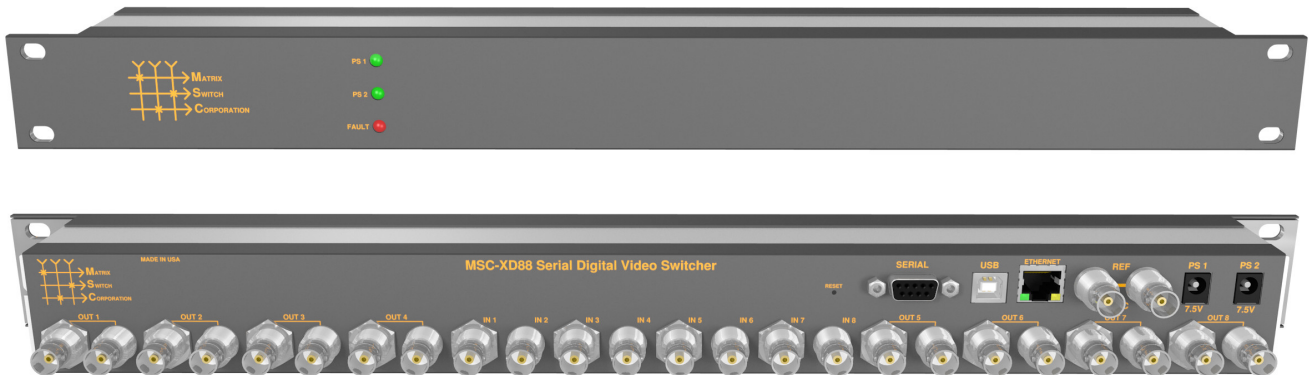 PS 1
MATRIX
SWITCH
PS 2
CORPORATION
FAULT
MADE IN USA
MSC-XD88 Serial Digital Video Switcher
MATRIX
SWITCH
CORPORATION
RESET
SERIAL
USB
ETHERNET
REF
PS 1
PS 2
7.5V
7.5V
OUT 1
OUT 2
OUT 3
OUT 4
IN 1
IN 2
IN 3
IN 4
IN 5
IN 6
IN 7
IN 8
OUT 5
OUT 6
OUT 7
OUT 8